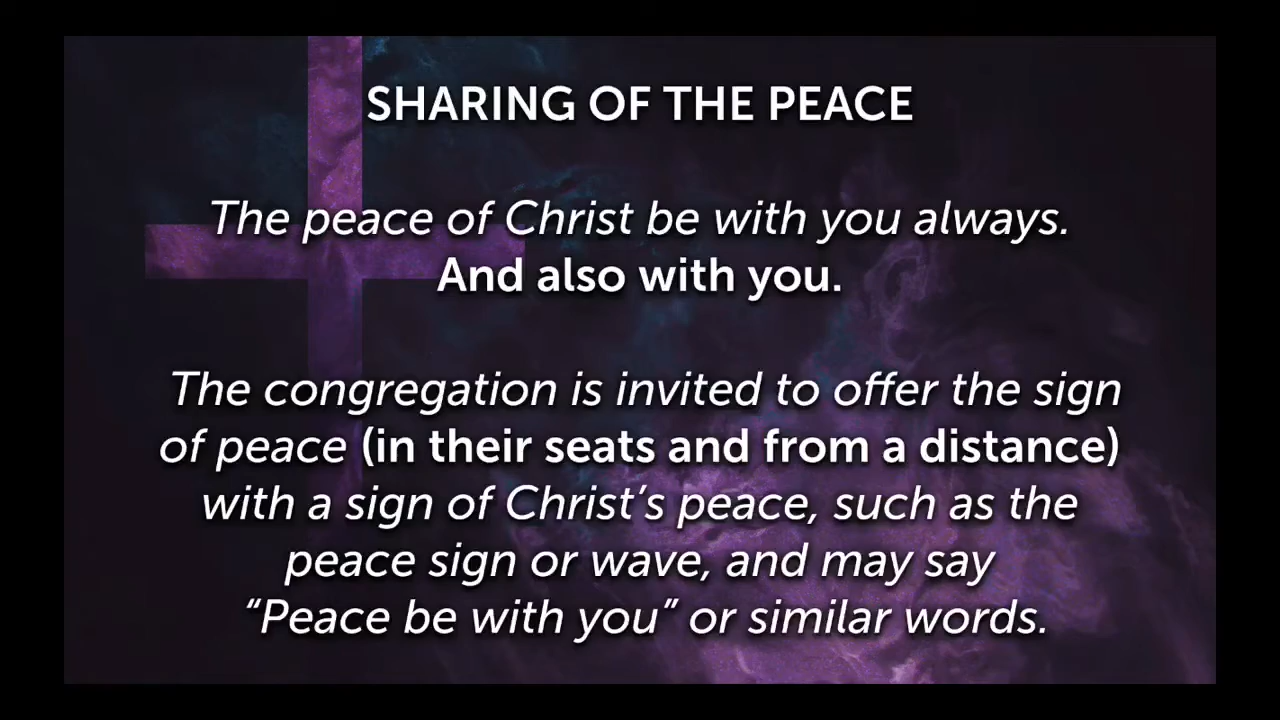 SHARING OF THE PEACE
The peace of Christ be with you always.
And also with you.
The congregation is invited to offer the sign
of peace (in their seats and from a distance)
with a sign of Christ’s peace, such as the
peace sign or wave, and may say
“Peace be with you” or similar words.